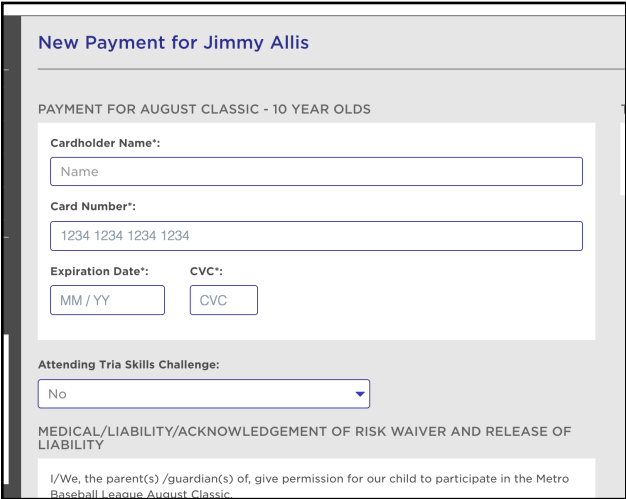 New Payment for Jimmy Allis
PAYMENT FOR AUGUST CLASSIC - 10 YEAR OLDS
Cardholder Name*:
Name
Card Number*:
1234 1234 1234 1234
Expiration Date*: CVC*:
MM / YY CVC
Attending Tria Skills Challenge:
No
MEDICAL/LIABILITY/ACKNOWLEDGEMENT OF RISK WAIVER AND RELEASE OF
LIABILITY
I/We, the parent(s) /guardian(s) of, give permission for our child to participate in the Metro
Baseball League August Classic.